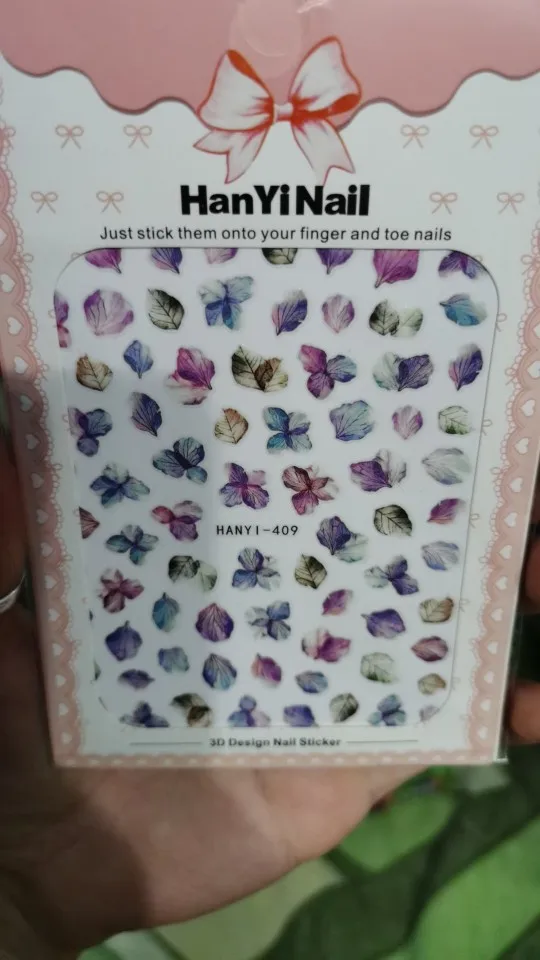 HanYiNail
Just stick them onto your finger and toe nails
HANYI-409
3D Design Nail Sticker